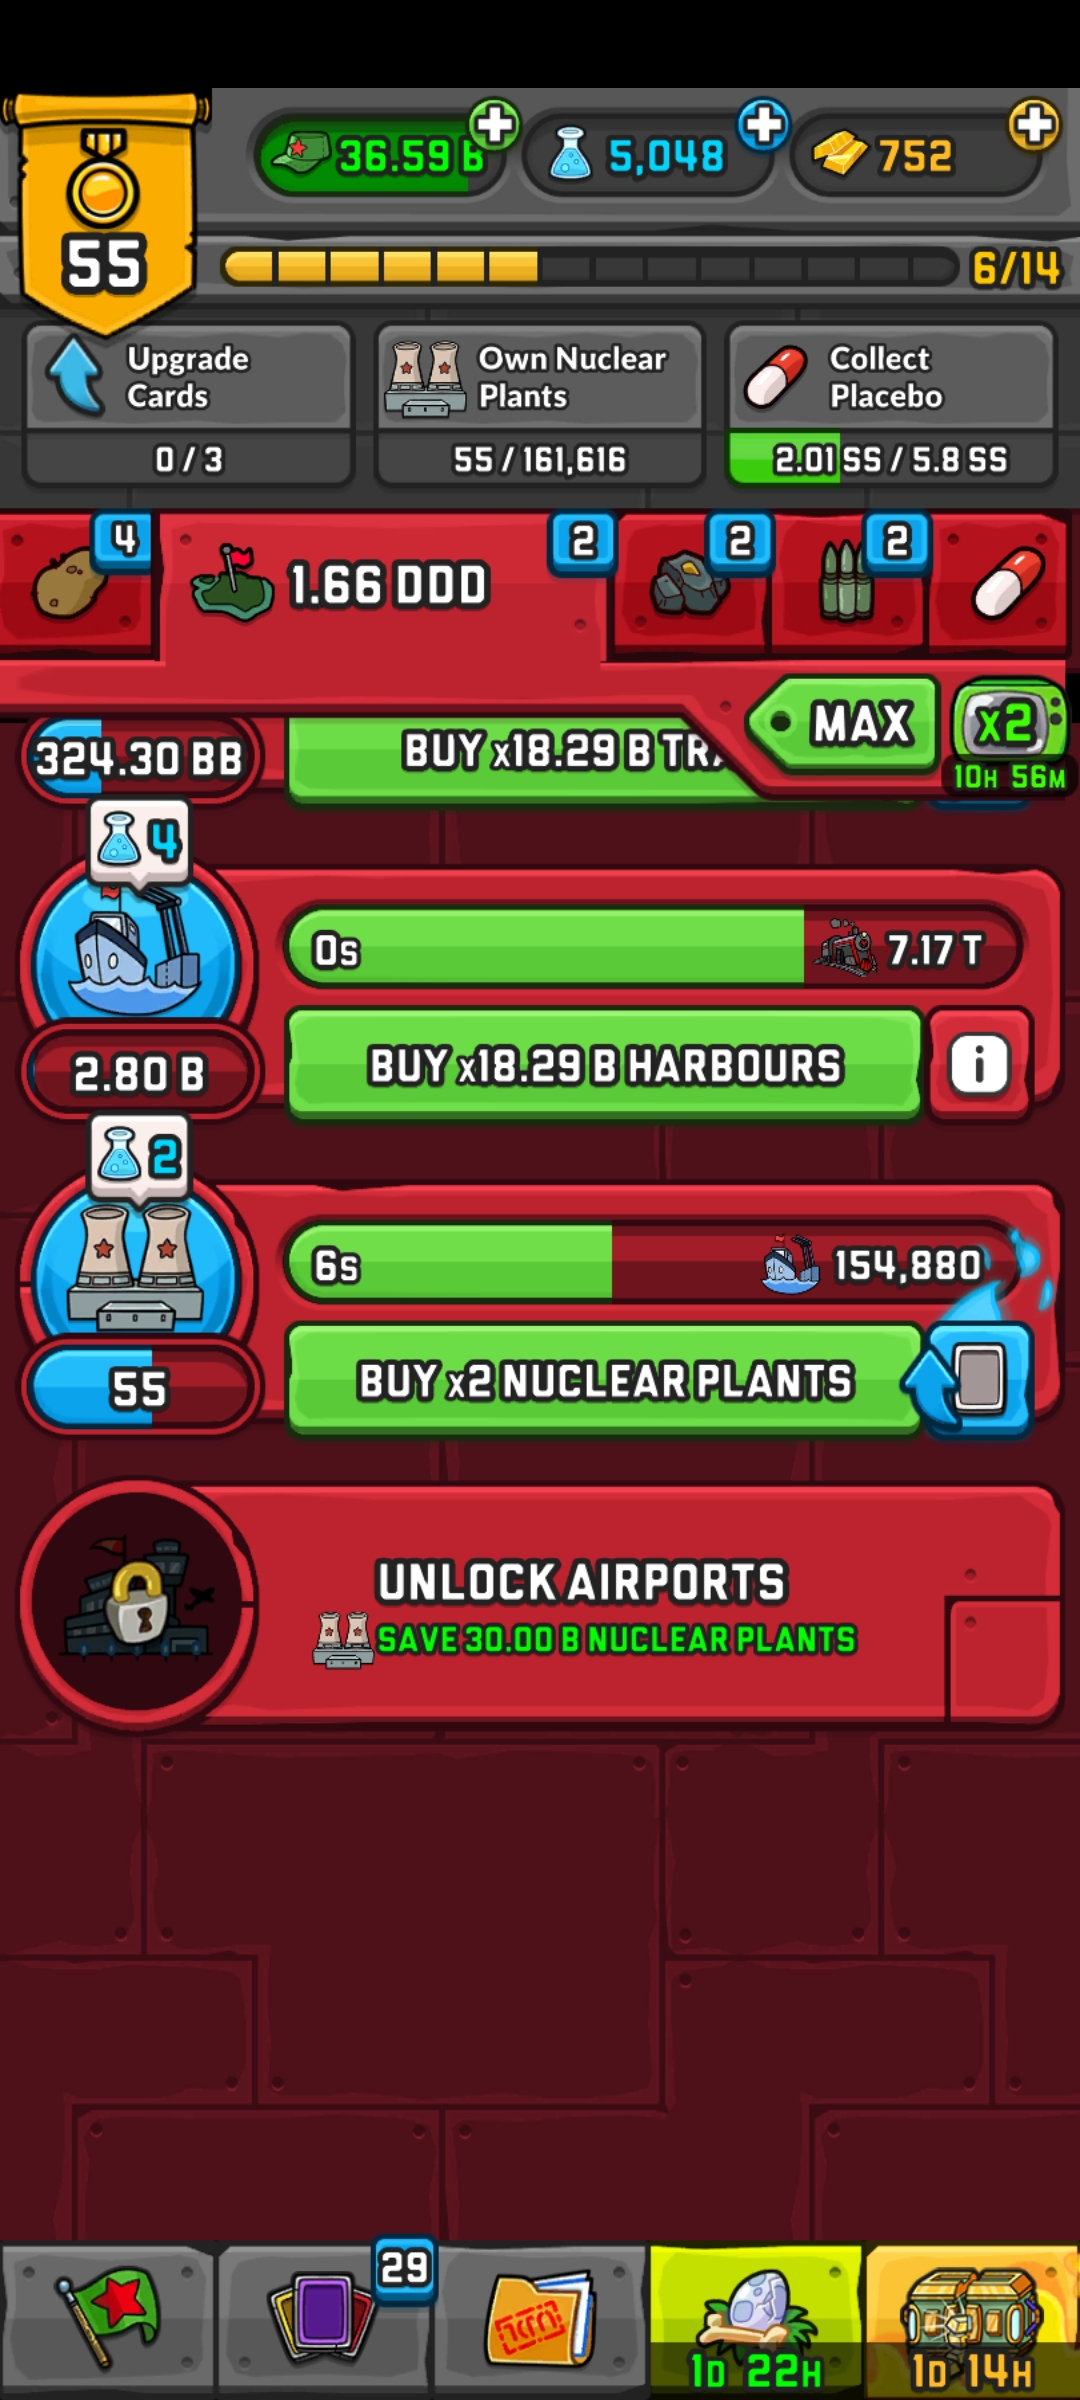 36.59 B
5,048
752
55
6/14
Upgrade
Cards
0 / 3
Own Nuclear
Plants
55 / 161,616
Collect
Placebo
2.01 SS / 5.8 SS
4
1.66 DDD
2
2
2
MAX
x2
10H 56M
324.30 BB
BUY x18.29 B
4
0s
7.17 T
2.80 B
BUY x18.29 B HARBOURS
i
2
6s
154,880
55
BUY x2 NUCLEAR PLANTS
UNLOCK AIRPORTS
SAVE 30.00 B NUCLEAR PLANTS
29
1D 22H
1D 14H